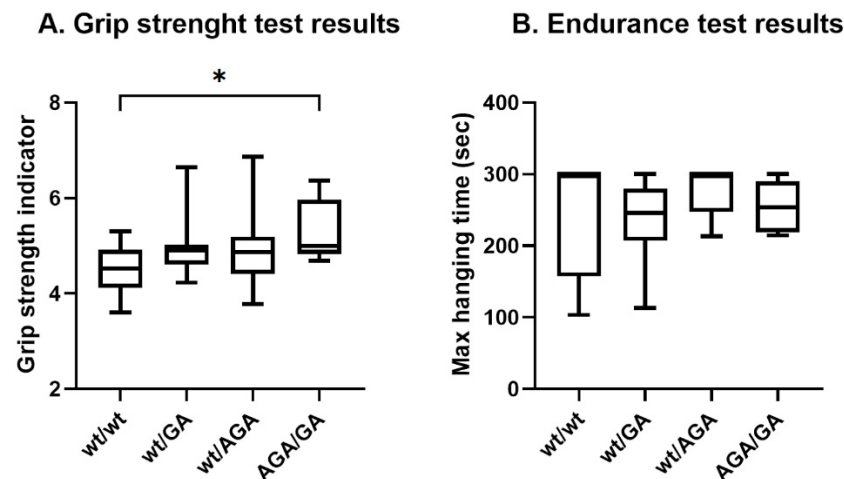 A. Grip strenght test results
*
Grip strength indicator
8
6
4
2
wt/wt
wt/GA
wt/AGA
AGA/GA
B. Endurance test results
Max hanging time (sec)
400
300
200
100
0
wt/wt
wt/GA
wt/AGA
AGA/GA